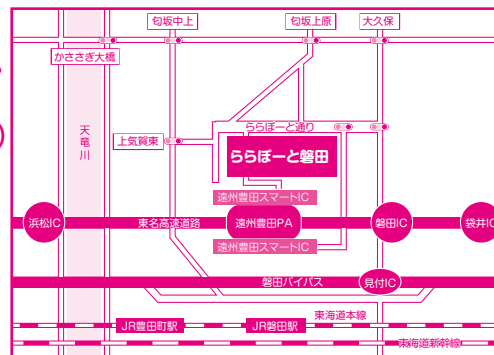 匂坂中上
匂坂上原
大久保
かささぎ大橋
天竜川
ららぽーと通り
上気賀東
ららぽーと磐田
遠州豊田スマートIC
浜松IC
東名高速道路
遠州豊田PA
磐田IC
袋井IC
遠州豊田スマートIC
磐田バイパス
見付IC
東海道本線
JR豊田町駅
JR磐田駅
東海道新幹線